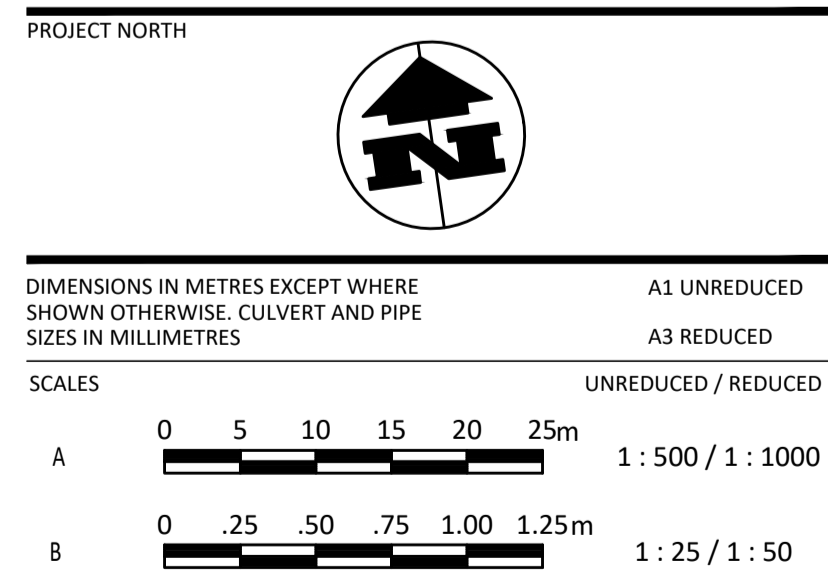 PROJECT NORTH
N
DIMENSIONS IN METRES EXCEPT WHERE
SHOWN OTHERWISE. CULVERT AND PIPE
SIZES IN MILLIMETRES
A1 UNREDUCED
A3 REDUCED
SCALES UNREDUCED / REDUCED
0 5 10 15 20 25m
A 1 : 500 / 1 : 1000
0 .25 .50 .75 1.00 1.25m
B 1 : 25 / 1 : 50